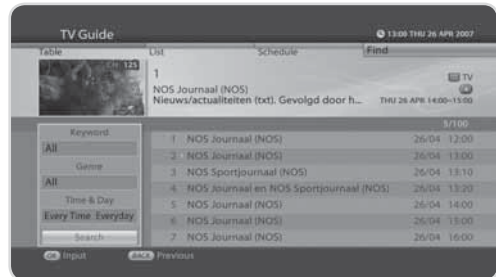 TV Guide
13:00 THU 26 APR 2007
Table List Schedule Find
CH 125
1
TV
NOS Journaal (NOS)
Nieuws/actualiteiten (txt). Gevolgd door h... THU 26 APR 14:00~15:00
5/100
Keyword
All
Genre
All
Time & Day
Every Time Everyday
Search
1 NOS Journaal (NOS) 26/04 12:00
2 NOS Journaal (NOS) 26/04 13:00
3 NOS Sportjournaal (NOS) 26/04 13:10
4 NOS Journaal en NOS Sportjournaal (NOS) 26/04 13:20
5 NOS Journaal (NOS) 26/04 14:00
6 NOS Journaal (NOS) 26/04 15:00
7 NOS Journaal (NOS) 26/04 16:00
OK Input BACK Previous